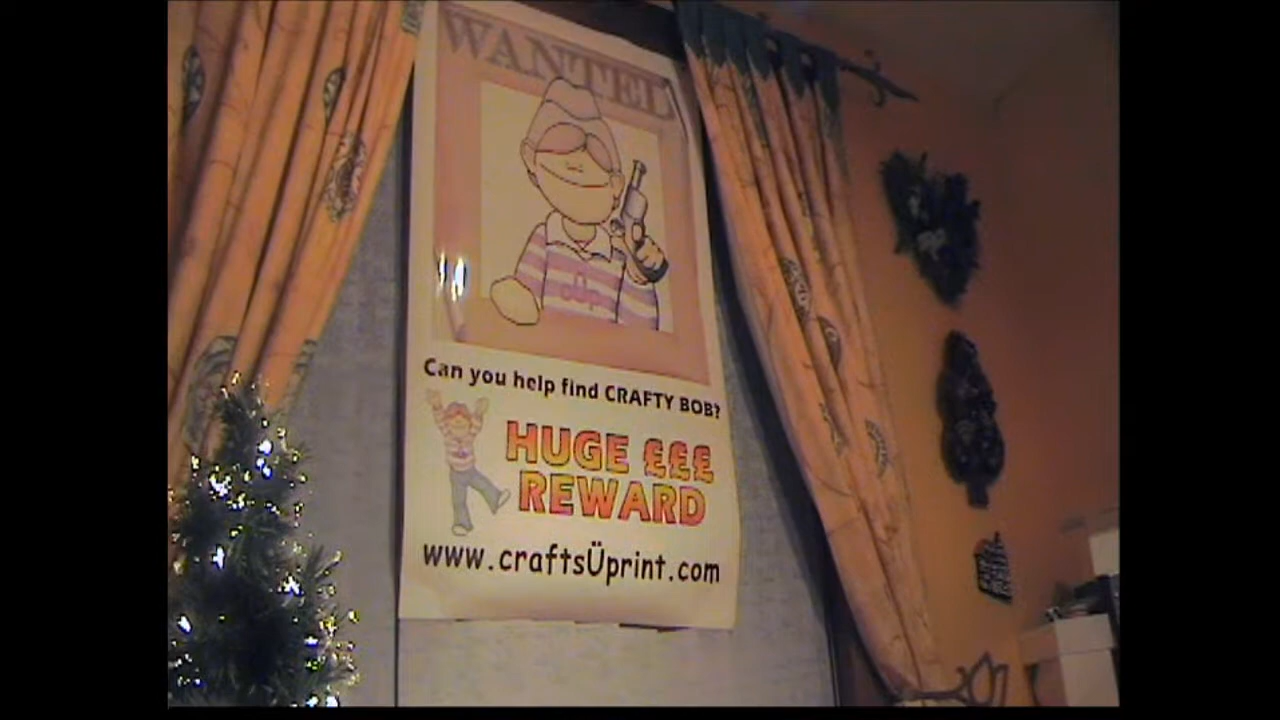 WANTED
Can you help find CRAFTY BOB?
HUGE £££
REWARD
www.craftsÜprint.com